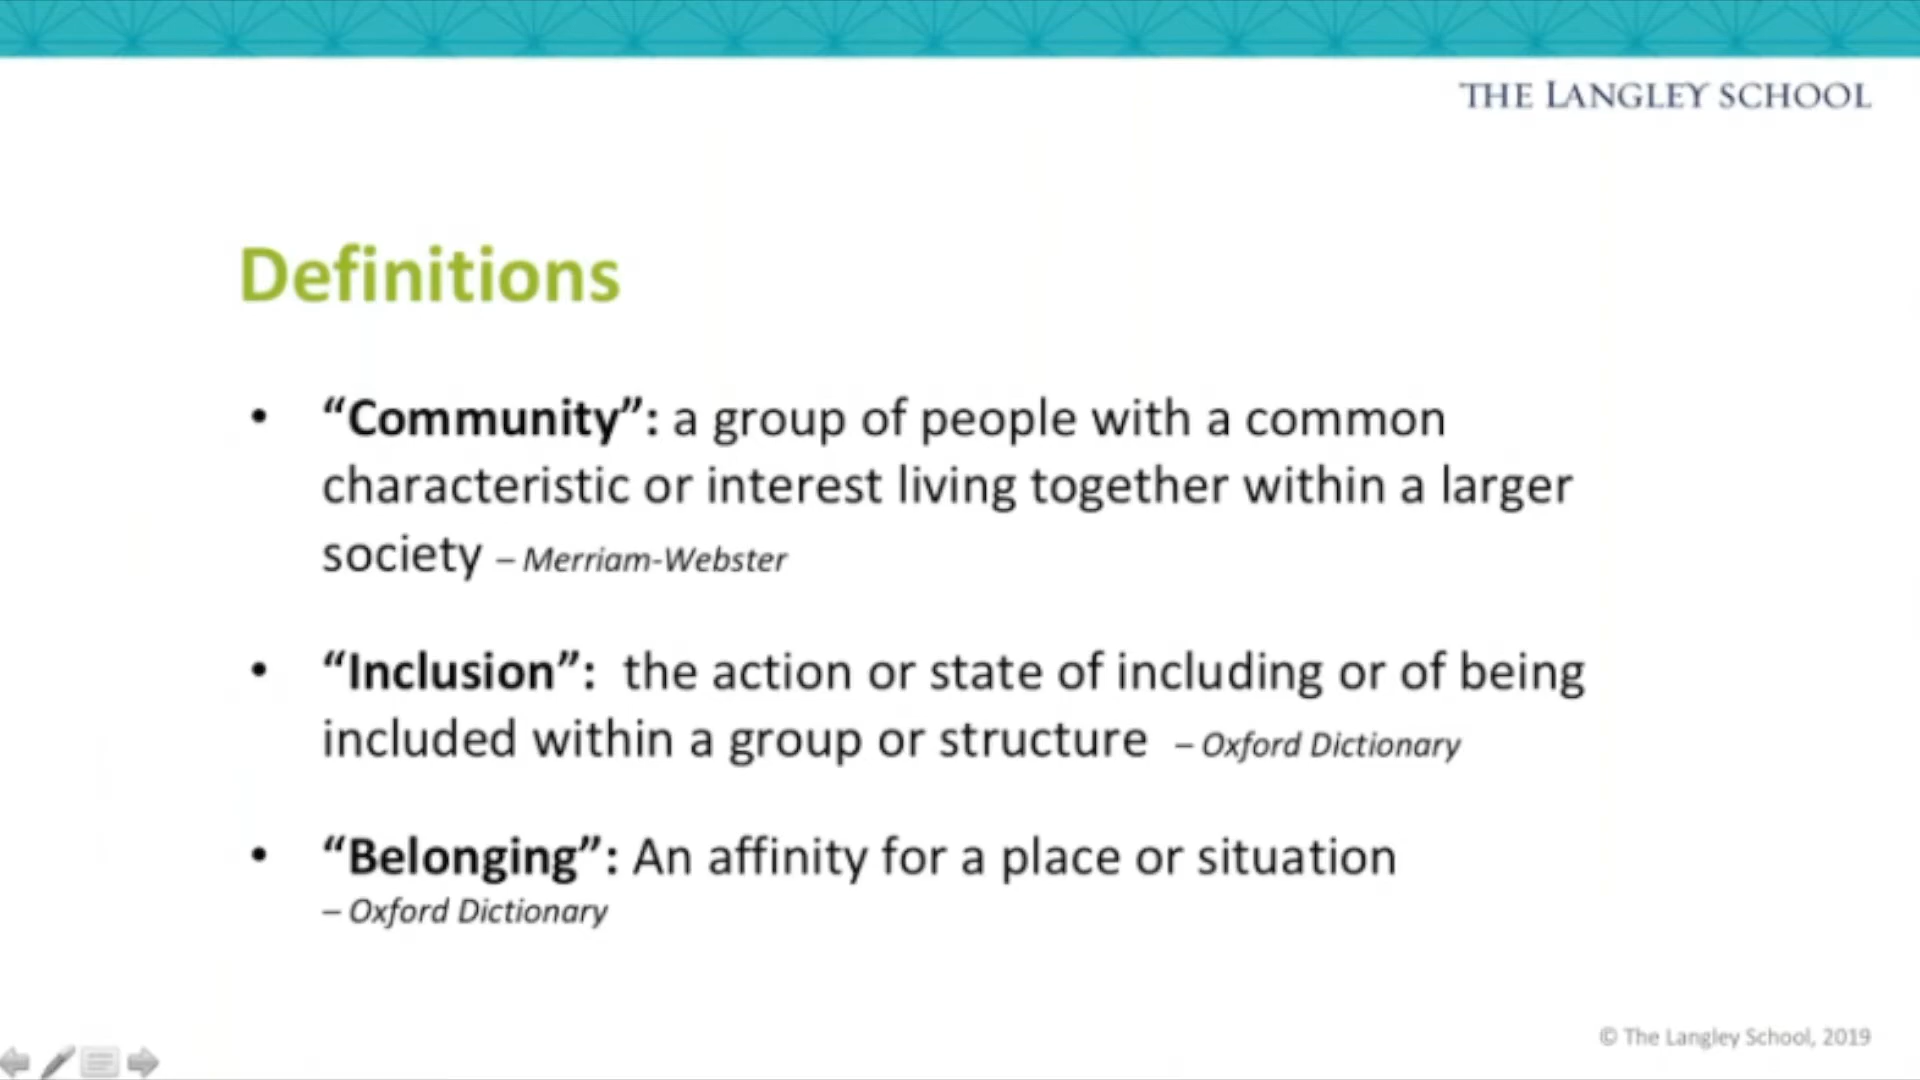 THE LANGLEY SCHOOL
Definitions
• “Community”: a group of people with a common
characteristic or interest living together within a larger
society – Merriam-Webster
• “Inclusion”:  the action or state of including or of being
included within a group or structure  – Oxford Dictionary
• “Belonging”: An affinity for a place or situation
– Oxford Dictionary
© The Langley School, 2019